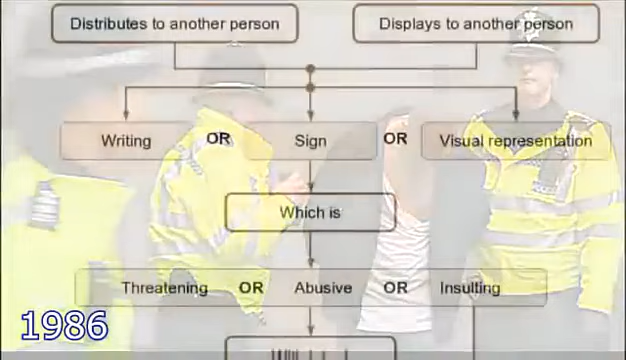 Distributes to another person
Displays to another person
Writing OR Sign OR Visual representation
Which is
Threatening OR Abusive OR Insulting
1986